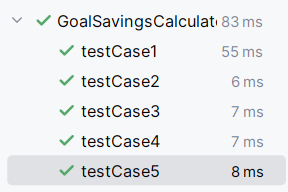 GoalSavingsCalculat 83 ms
testCase1 55 ms
testCase2 6 ms
testCase3 7 ms
testCase4 7 ms
testCase5 8 ms